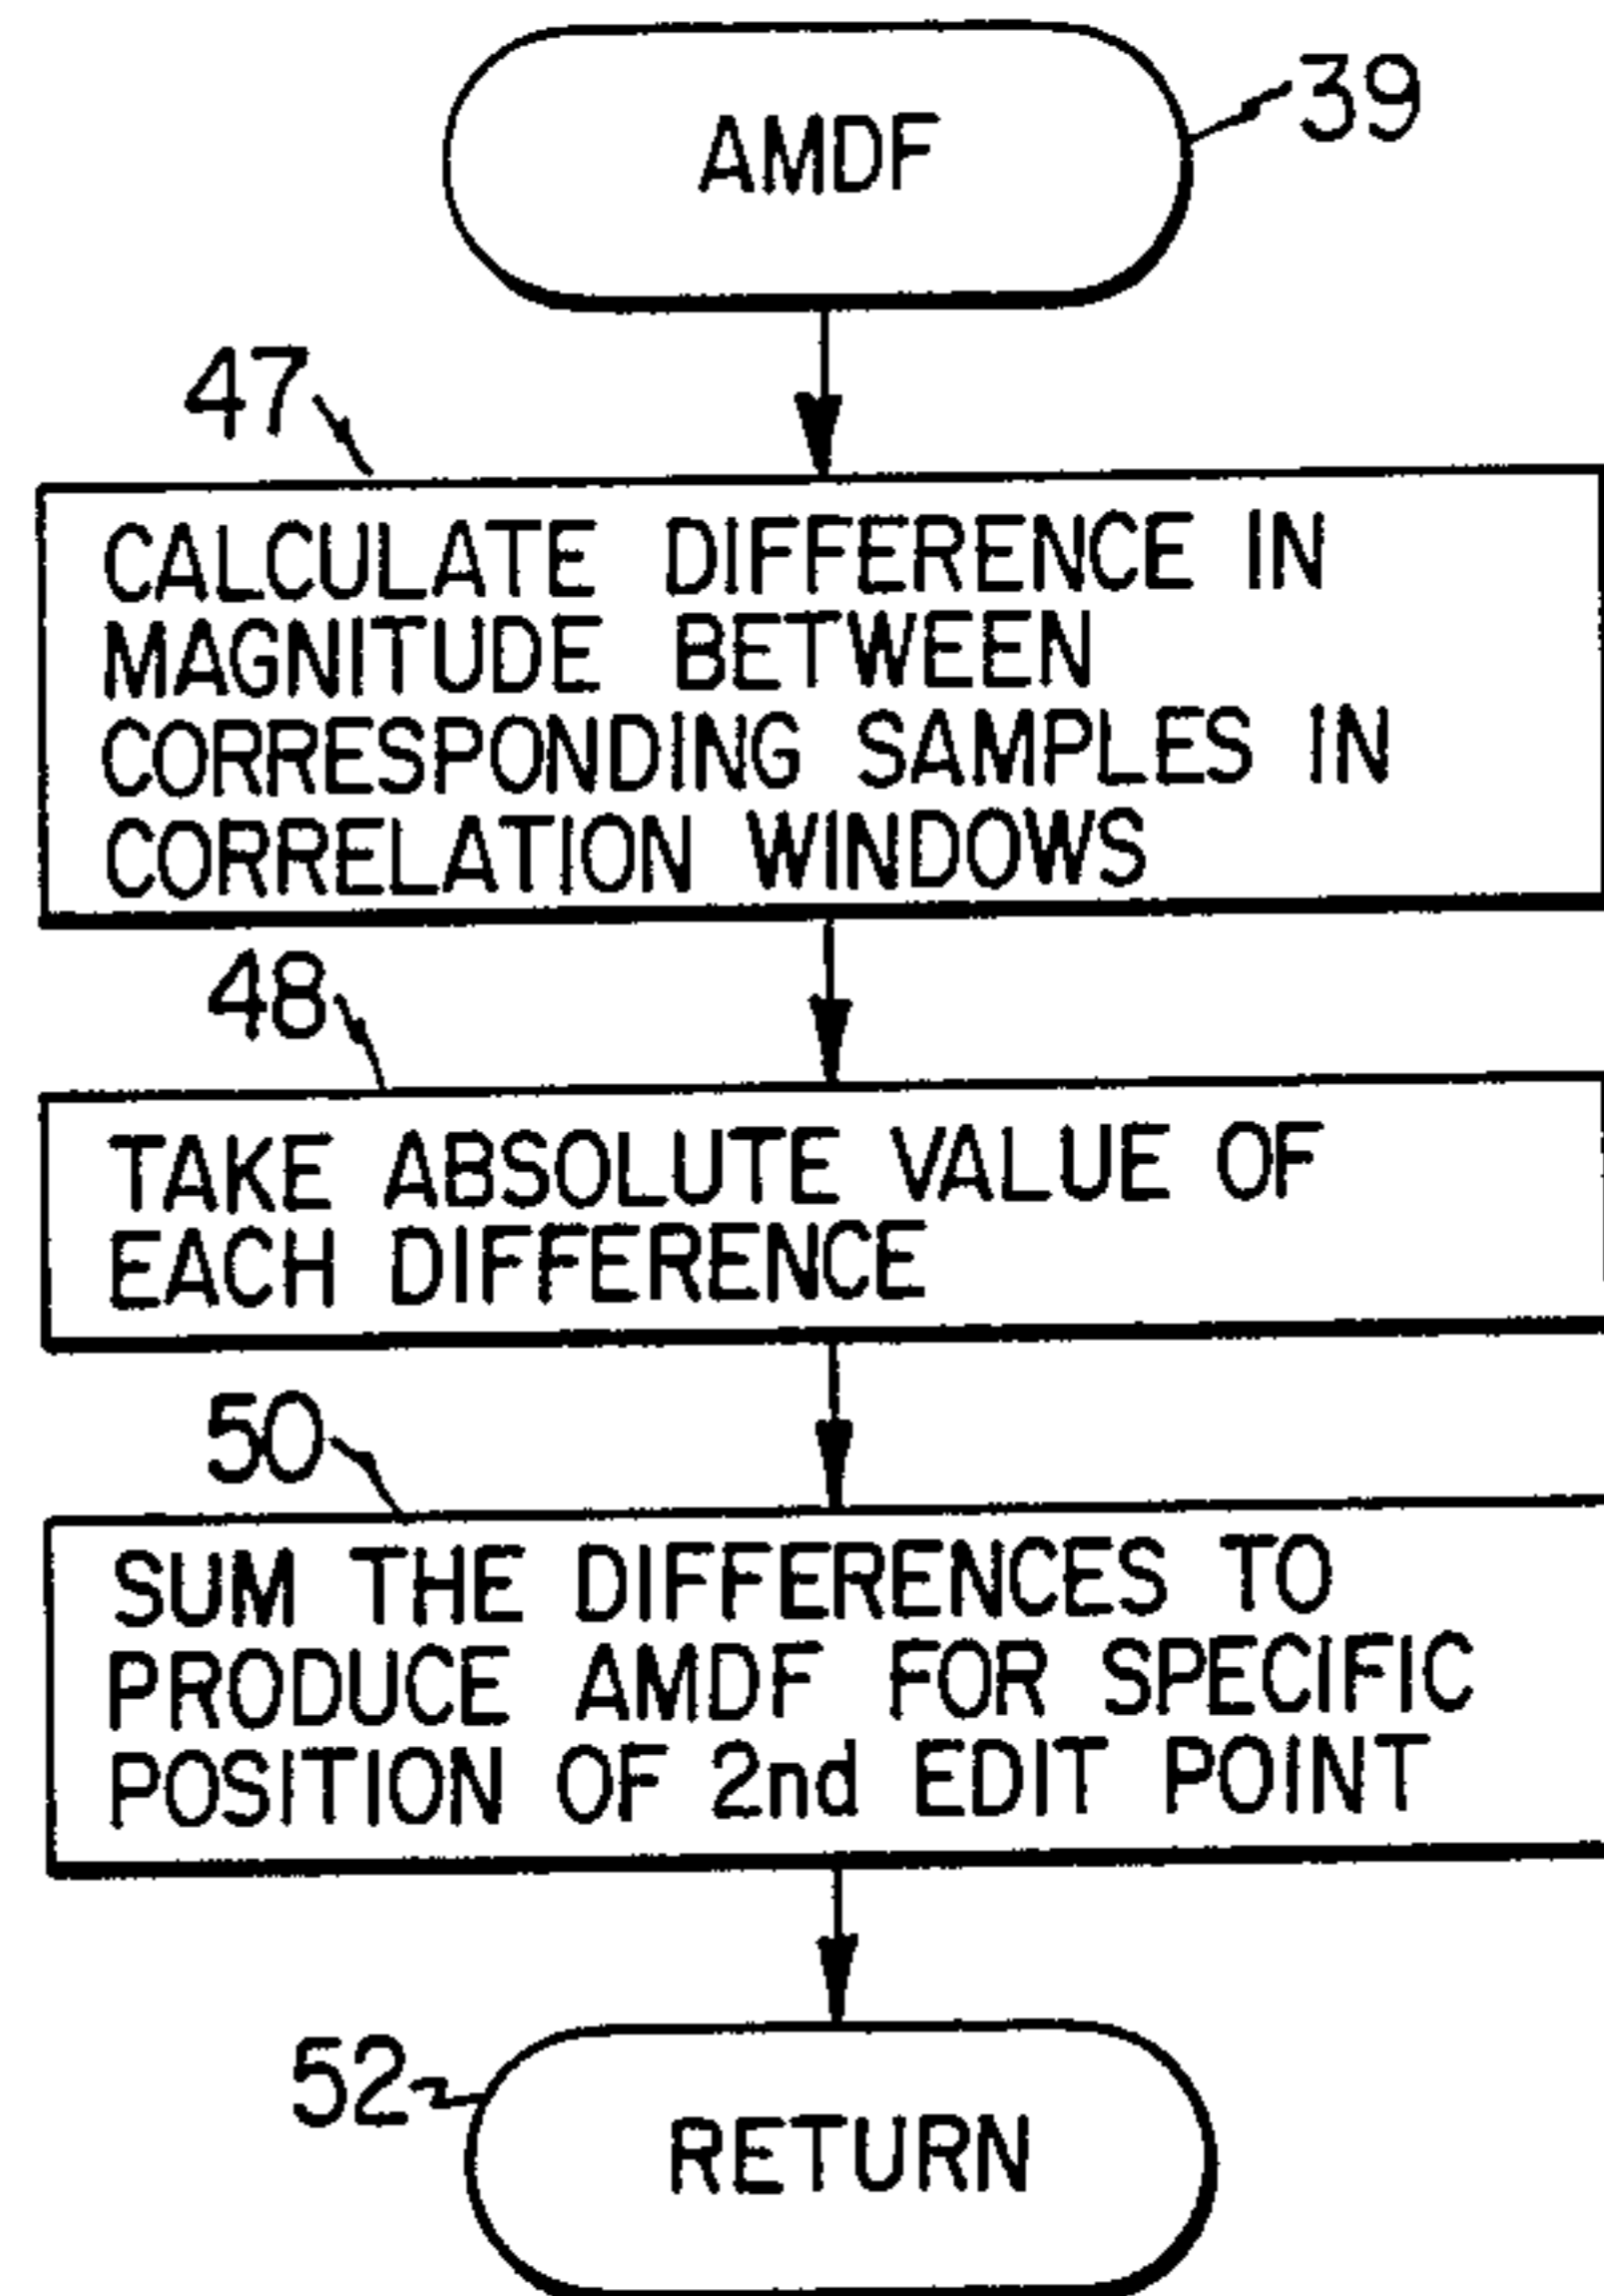 AMDF
39
47
CALCULATE DIFFERENCE IN
MAGNITUDE BETWEEN
CORRESPONDING SAMPLES IN
CORRELATION WINDOWS
48
TAKE ABSOLUTE VALUE OF
EACH DIFFERENCE
50
SUM THE DIFFERENCES TO
PRODUCE AMDF FOR SPECIFIC
POSITION OF 2nd EDIT POINT
52
RETURN